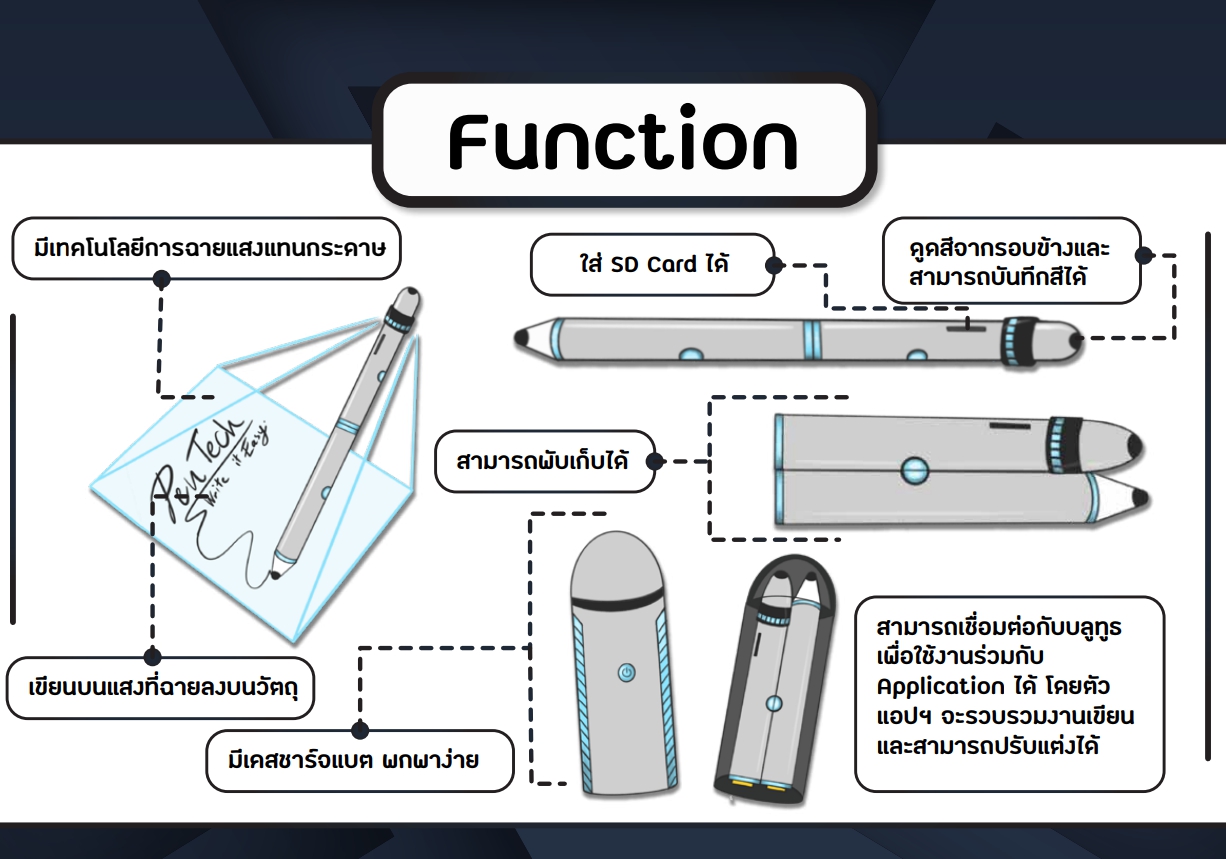 Function
มีเทคโนโลยีการฉายแสงแทนกระดาษ
ใส่ SD Card ได้
ดูดสีจากรอบข้างและ
สามารถบันทึกสีได้
Pen Tech
Write it Easy.
สามารถพับเก็บได้
เขียนบนแสงที่ฉายลงบนวัตถุ
มีเคสชาร์จแบต พกพาง่าย
สามารถเชื่อมต่อกับบลูทูธ
เพื่อใช้งานร่วมกับ
Application ได้ โดยตัว
แอปฯ จะรวบรวมงานเขียน
และสามารถปรับแต่งได้